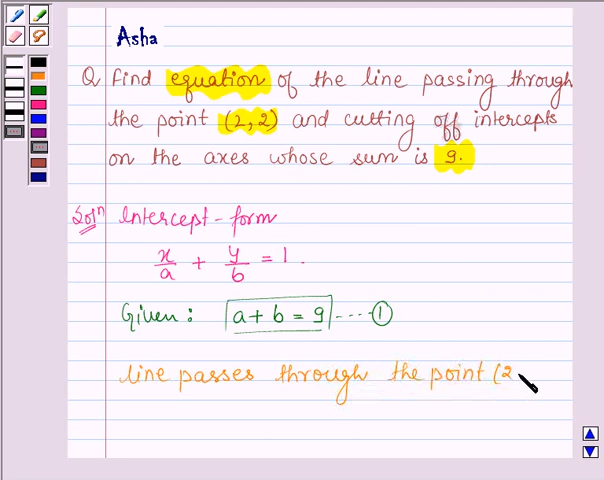 Asha
Q Find equation of the line passing through
the point (2,2) and cutting off intercepts
on the axes whose sum is 9.
Solⁿ Intercept-form
x/a + y/b = 1.
Given: a + b = 9 ---- ①
line passes through the point (2